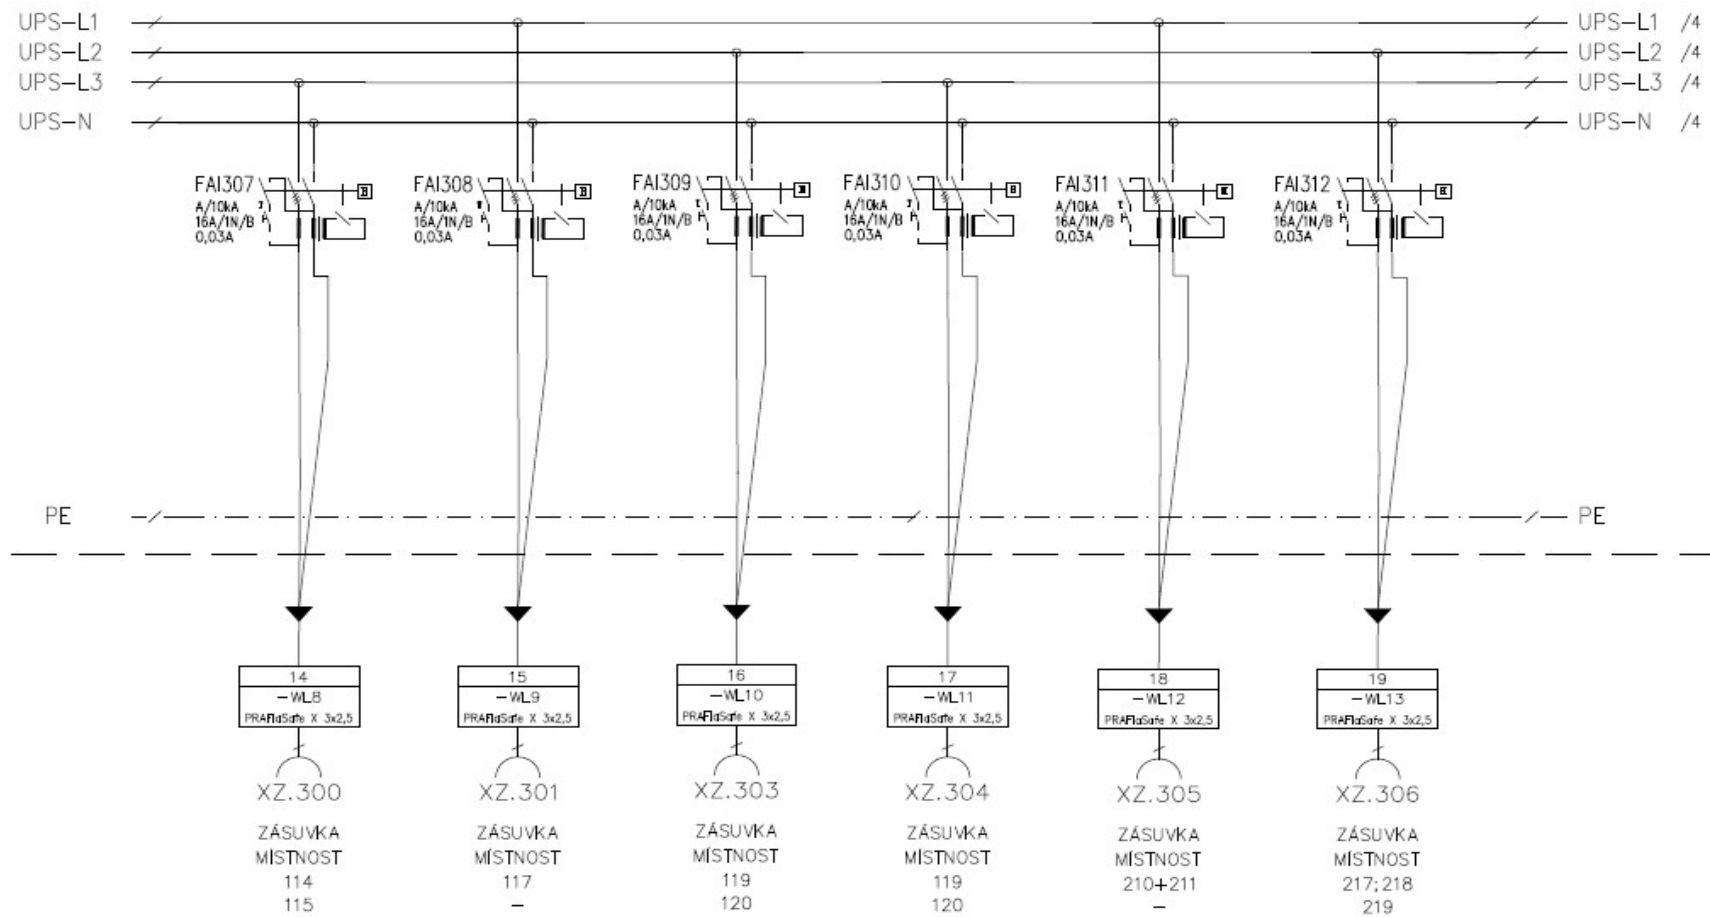 UPS-L1
UPS-L1 /4
UPS-L2
UPS-L2 /4
UPS-L3
UPS-L3 /4
UPS-N
UPS-N /4
FAI307
A/10kA
16A/1N/B
0,03A
FAI308
A/10kA
16A/1N/B
0,03A
FAI309
A/10kA
16A/1N/B
0,03A
FAI310
A/10kA
16A/1N/B
0,03A
FAI311
A/10kA
16A/1N/B
0,03A
FAI312
A/10kA
16A/1N/B
0,03A
PE
PE
14
-WL8
PRAFlaSafe X 3x2,5
XZ.300
ZÁSUVKA
MÍSTNOST
114
115
15
-WL9
PRAFlaSafe X 3x2,5
XZ.301
ZÁSUVKA
MÍSTNOST
117
-
16
-WL10
PRAFlaSafe X 3x2,5
XZ.303
ZÁSUVKA
MÍSTNOST
119
120
17
-WL11
PRAFlaSafe X 3x2,5
XZ.304
ZÁSUVKA
MÍSTNOST
119
120
18
-WL12
PRAFlaSafe X 3x2,5
XZ.305
ZÁSUVKA
MÍSTNOST
210+211
-
19
-WL13
PRAFlaSafe X 3x2,5
XZ.306
ZÁSUVKA
MÍSTNOST
217;218
219